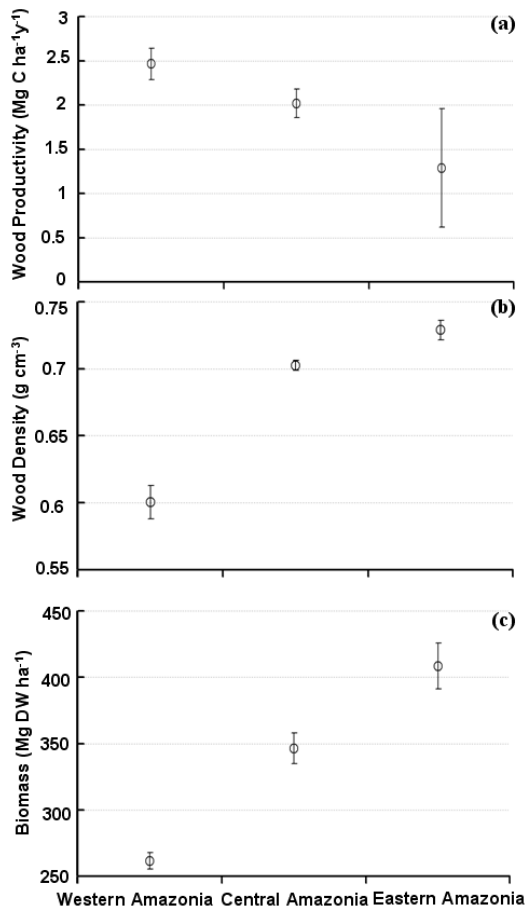 (a)
Wood Productivity (Mg C ha⁻¹y⁻¹)
3
2.5
2
1.5
1
0.5
0
(b)
Wood Density (g cm⁻³)
0.75
0.7
0.65
0.6
0.55
(c)
Biomass (Mg DW ha⁻¹)
450
400
350
300
250
Western Amazonia Central Amazonia Eastern Amazonia